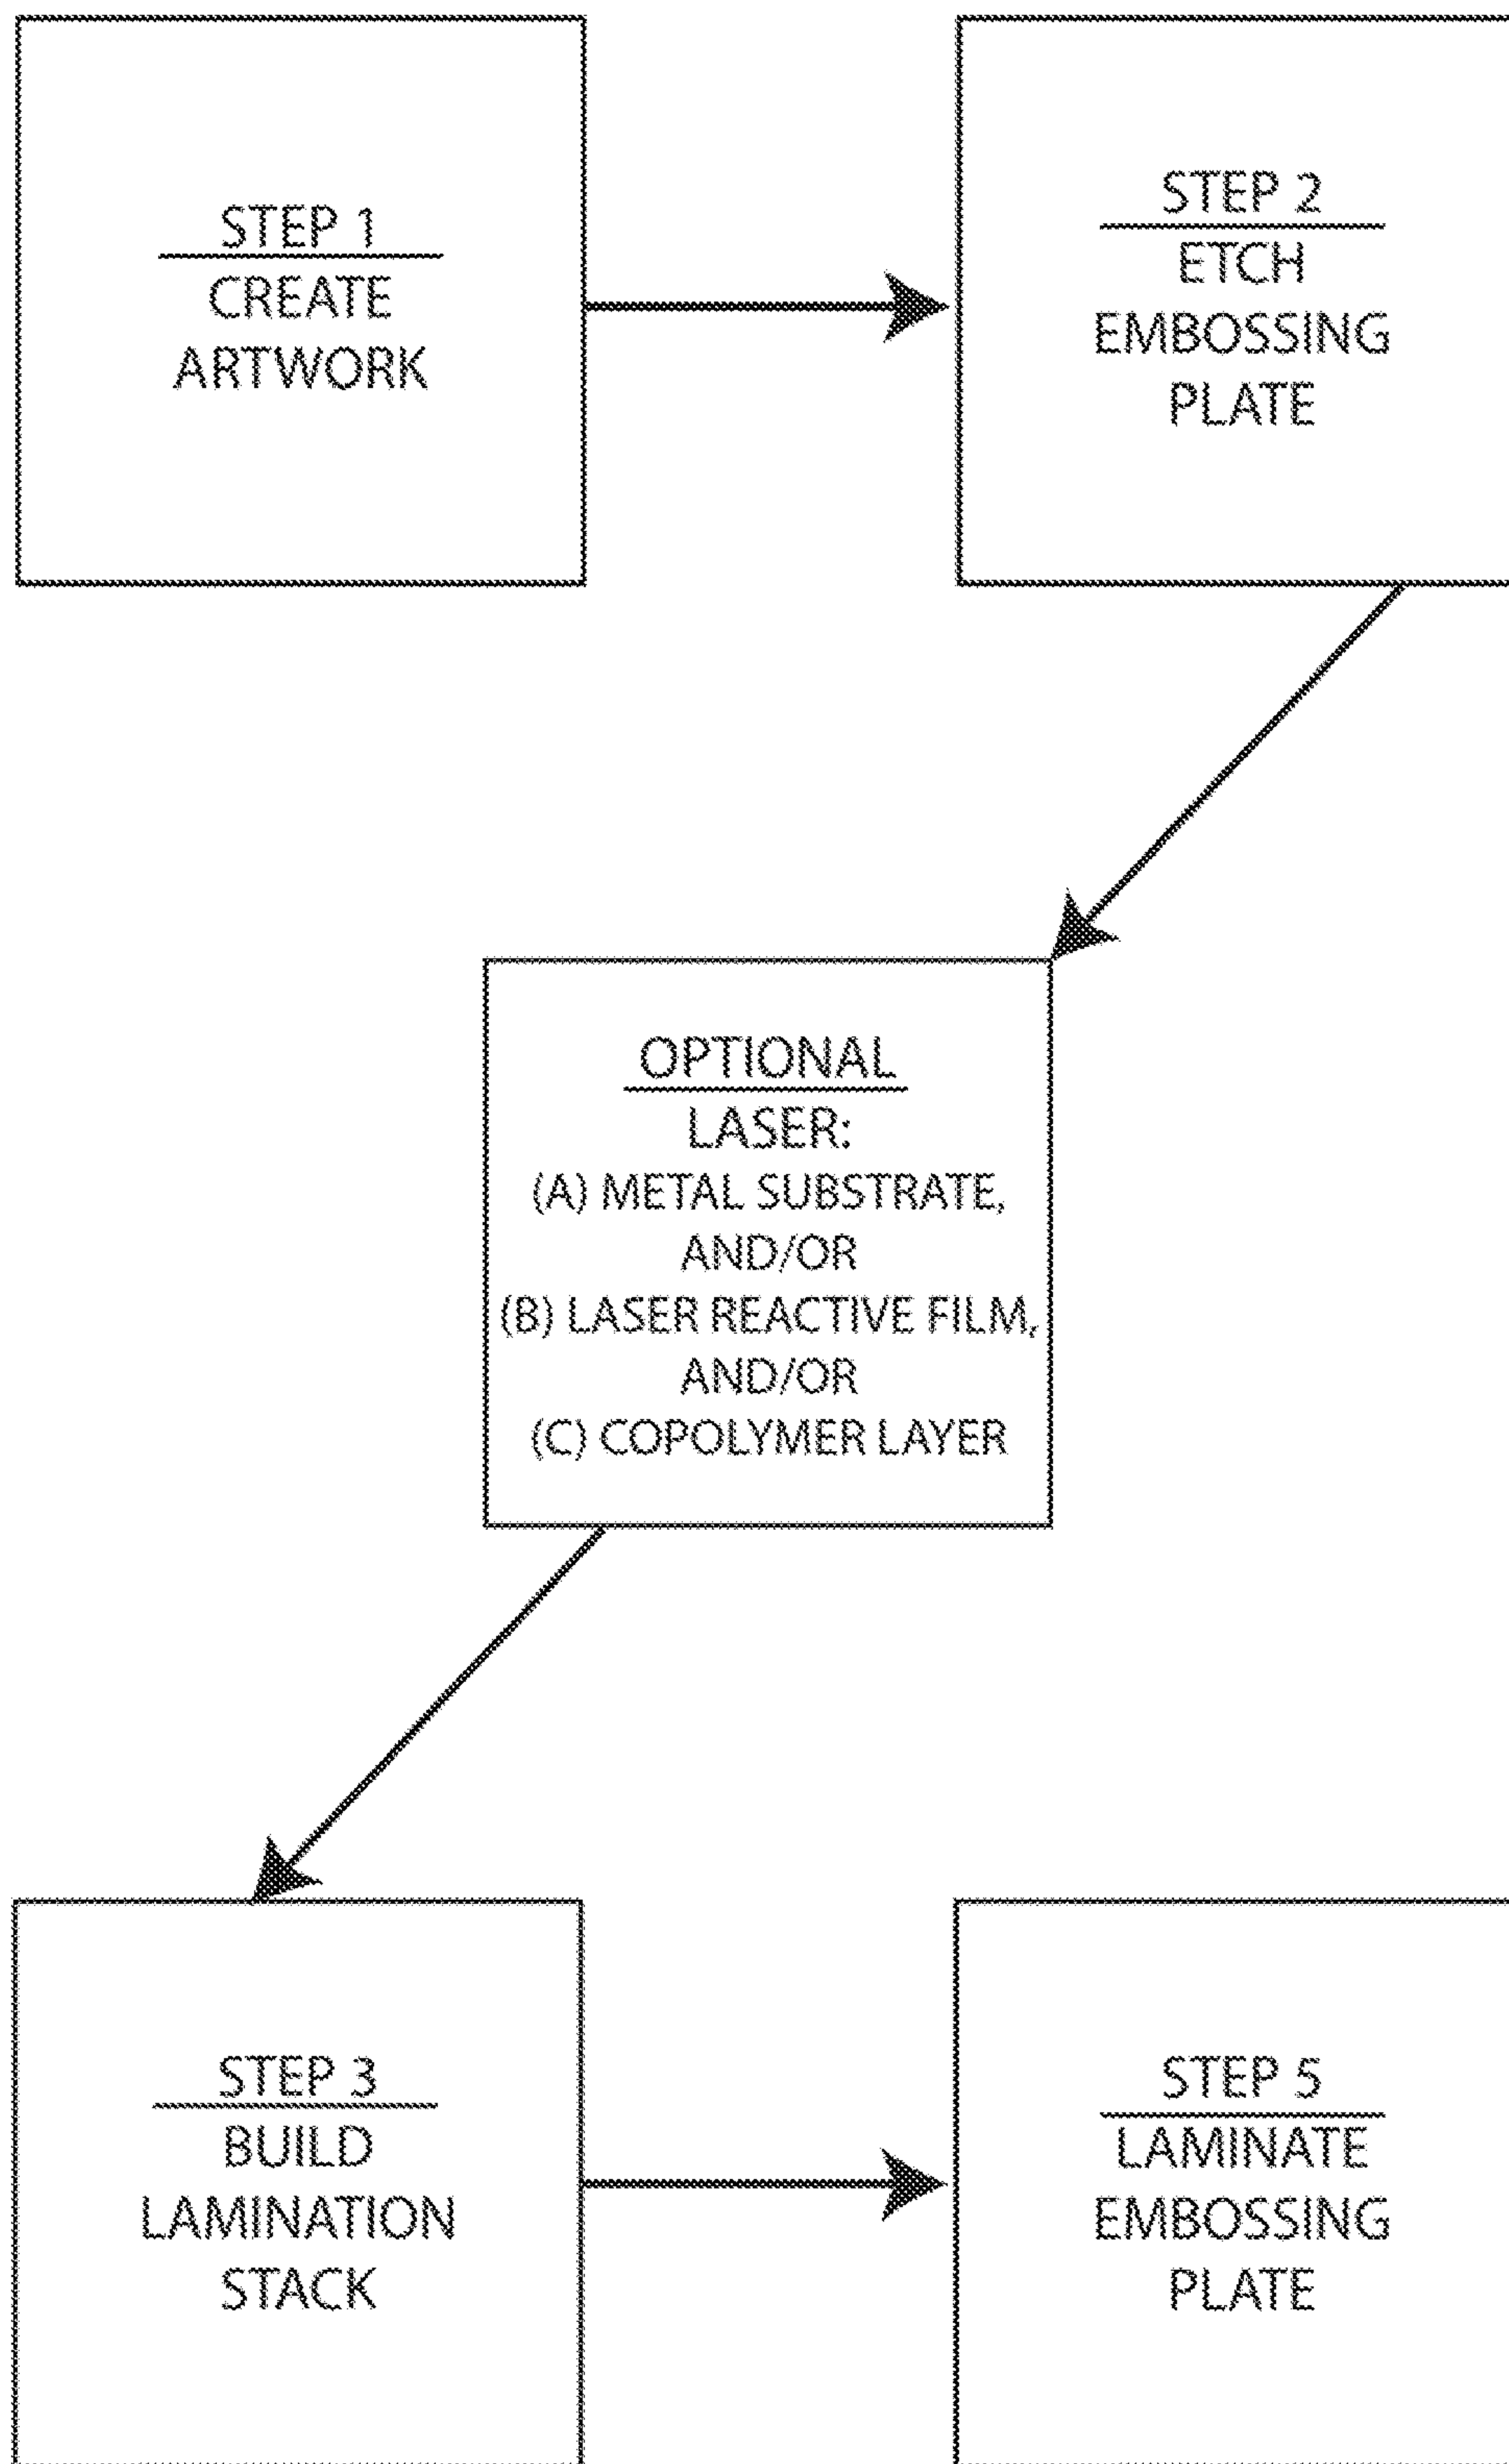 STEP 1
CREATE
ARTWORK
STEP 2
ETCH
EMBOSSING
PLATE
OPTIONAL
LASER:
(A) METAL SUBSTRATE,
AND/OR
(B) LASER REACTIVE FILM,
AND/OR
(C) COPOLYMER LAYER
STEP 3
BUILD
LAMINATION
STACK
STEP 5
LAMINATE
EMBOSSING
PLATE